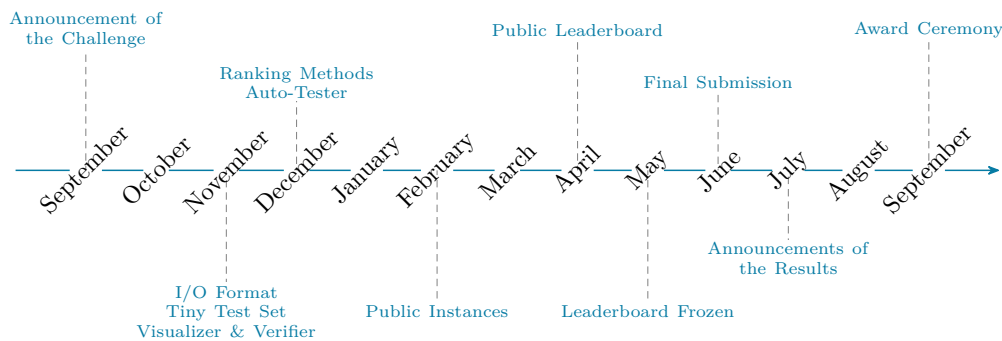 Announcement of
the Challenge
Ranking Methods
Auto-Tester
Public Leaderboard
Final Submission
Award Ceremony
September
October
November
December
January
February
March
April
May
June
July
August
September
I/O Format
Tiny Test Set
Visualizer & Verifier
Public Instances
Leaderboard Frozen
Announcements of
the Results